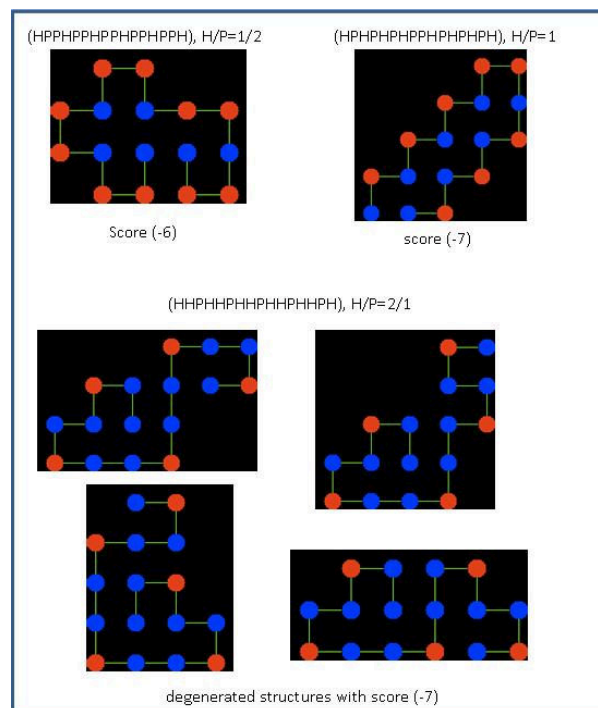 (HPPHPPHPPHPPHPPH), H/P=1/2
(HPHPHPHPPHPHPHPH), H/P=1
Score (-6)
score (-7)
(HHPHHPHHPHHPHHPH), H/P=2/1
degenerated structures with score (-7)